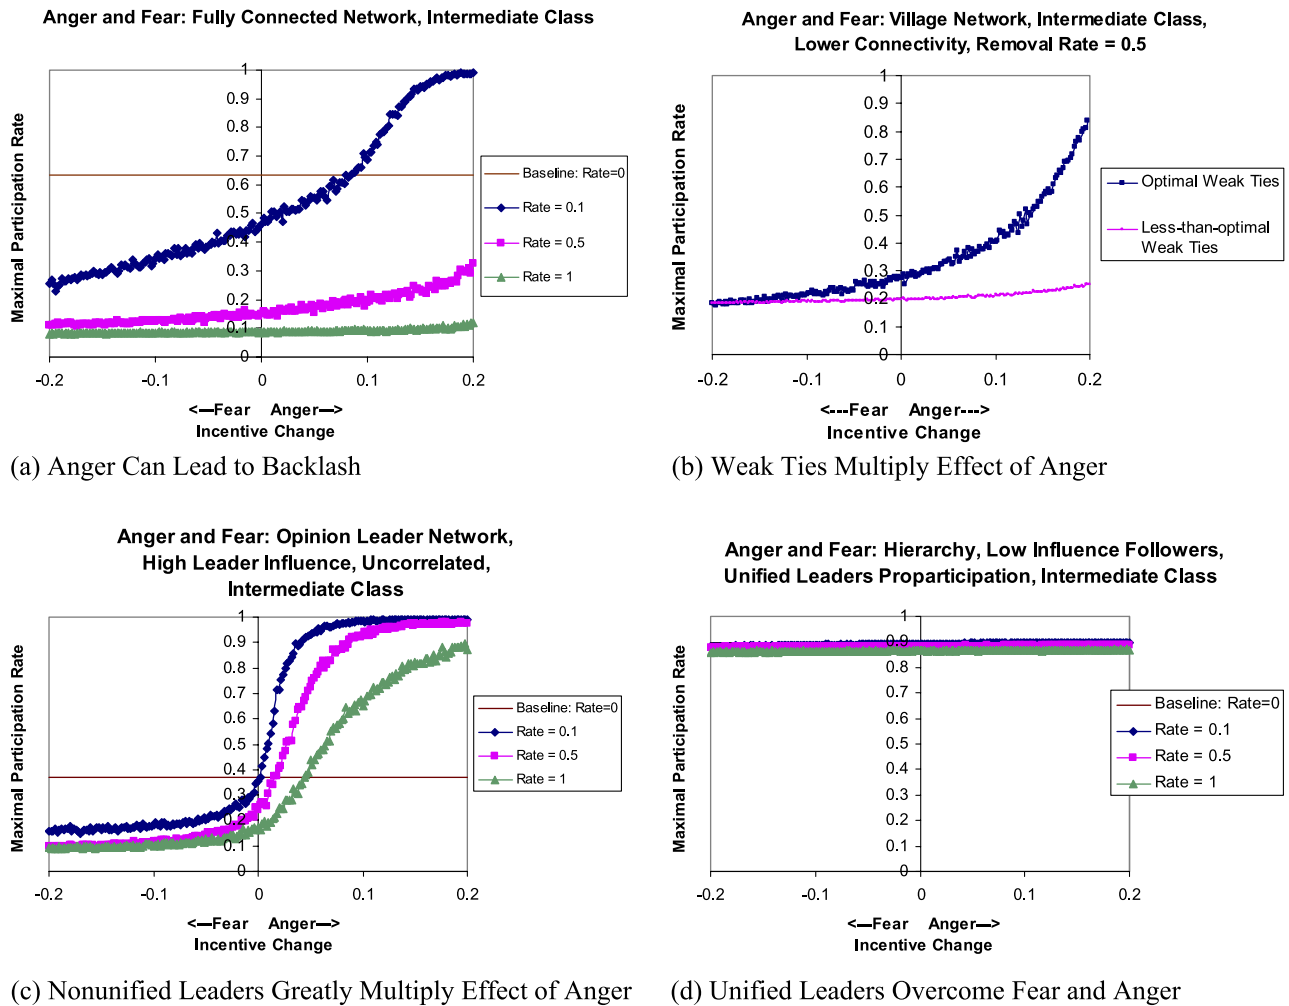 Anger and Fear: Fully Connected Network, Intermediate Class
Maximal Participation Rate
1
0.9
0.8
0.7
0.6
0.5
0.4
0.3
0.2
0.1
0
-0.2
-0.1
0
0.1
0.2
<—Fear Anger—>
Incentive Change
Baseline: Rate=0
Rate = 0.1
Rate = 0.5
Rate = 1
(a) Anger Can Lead to Backlash
Anger and Fear: Village Network, Intermediate Class,
Lower Connectivity, Removal Rate = 0.5
Maximal Participation Rate
1
0.9
0.8
0.7
0.6
0.5
0.4
0.3
0.2
0.1
0
-0.2
-0.1
0
0.1
0.2
<---Fear Anger--->
Incentive Change
Optimal Weak Ties
Less-than-optimal
Weak Ties
(b) Weak Ties Multiply Effect of Anger
Anger and Fear: Opinion Leader Network,
High Leader Influence, Uncorrelated,
Intermediate Class
Maximal Participation Rate
1
0.9
0.8
0.7
0.6
0.5
0.4
0.3
0.2
0.1
0
-0.2
-0.1
0
0.1
0.2
<—Fear Anger—>
Incentive Change
Baseline: Rate=0
Rate = 0.1
Rate = 0.5
Rate = 1
(c) Nonunified Leaders Greatly Multiply Effect of Anger
Anger and Fear: Hierarchy, Low Influence Followers,
Unified Leaders Proparticipation, Intermediate Class
Maximal Participation Rate
1
0.9
0.8
0.7
0.6
0.5
0.4
0.3
0.2
0.1
0
-0.2
-0.1
0
0.1
0.2
<—Fear Anger—>
Incentive Change
Baseline: Rate=0
Rate = 0.1
Rate = 0.5
Rate = 1
(d) Unified Leaders Overcome Fear and Anger